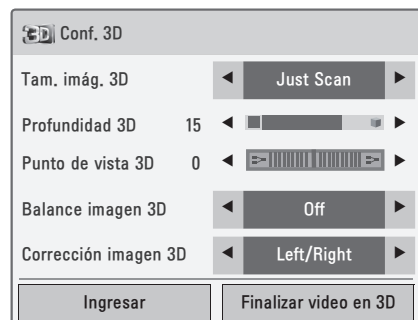 3D Conf. 3D
Tam. imág. 3D Just Scan
Profundidad 3D 15
Punto de vista 3D 0
Balance imagen 3D Off
Corrección imagen 3D Left/Right
Ingresar Finalizar video en 3D